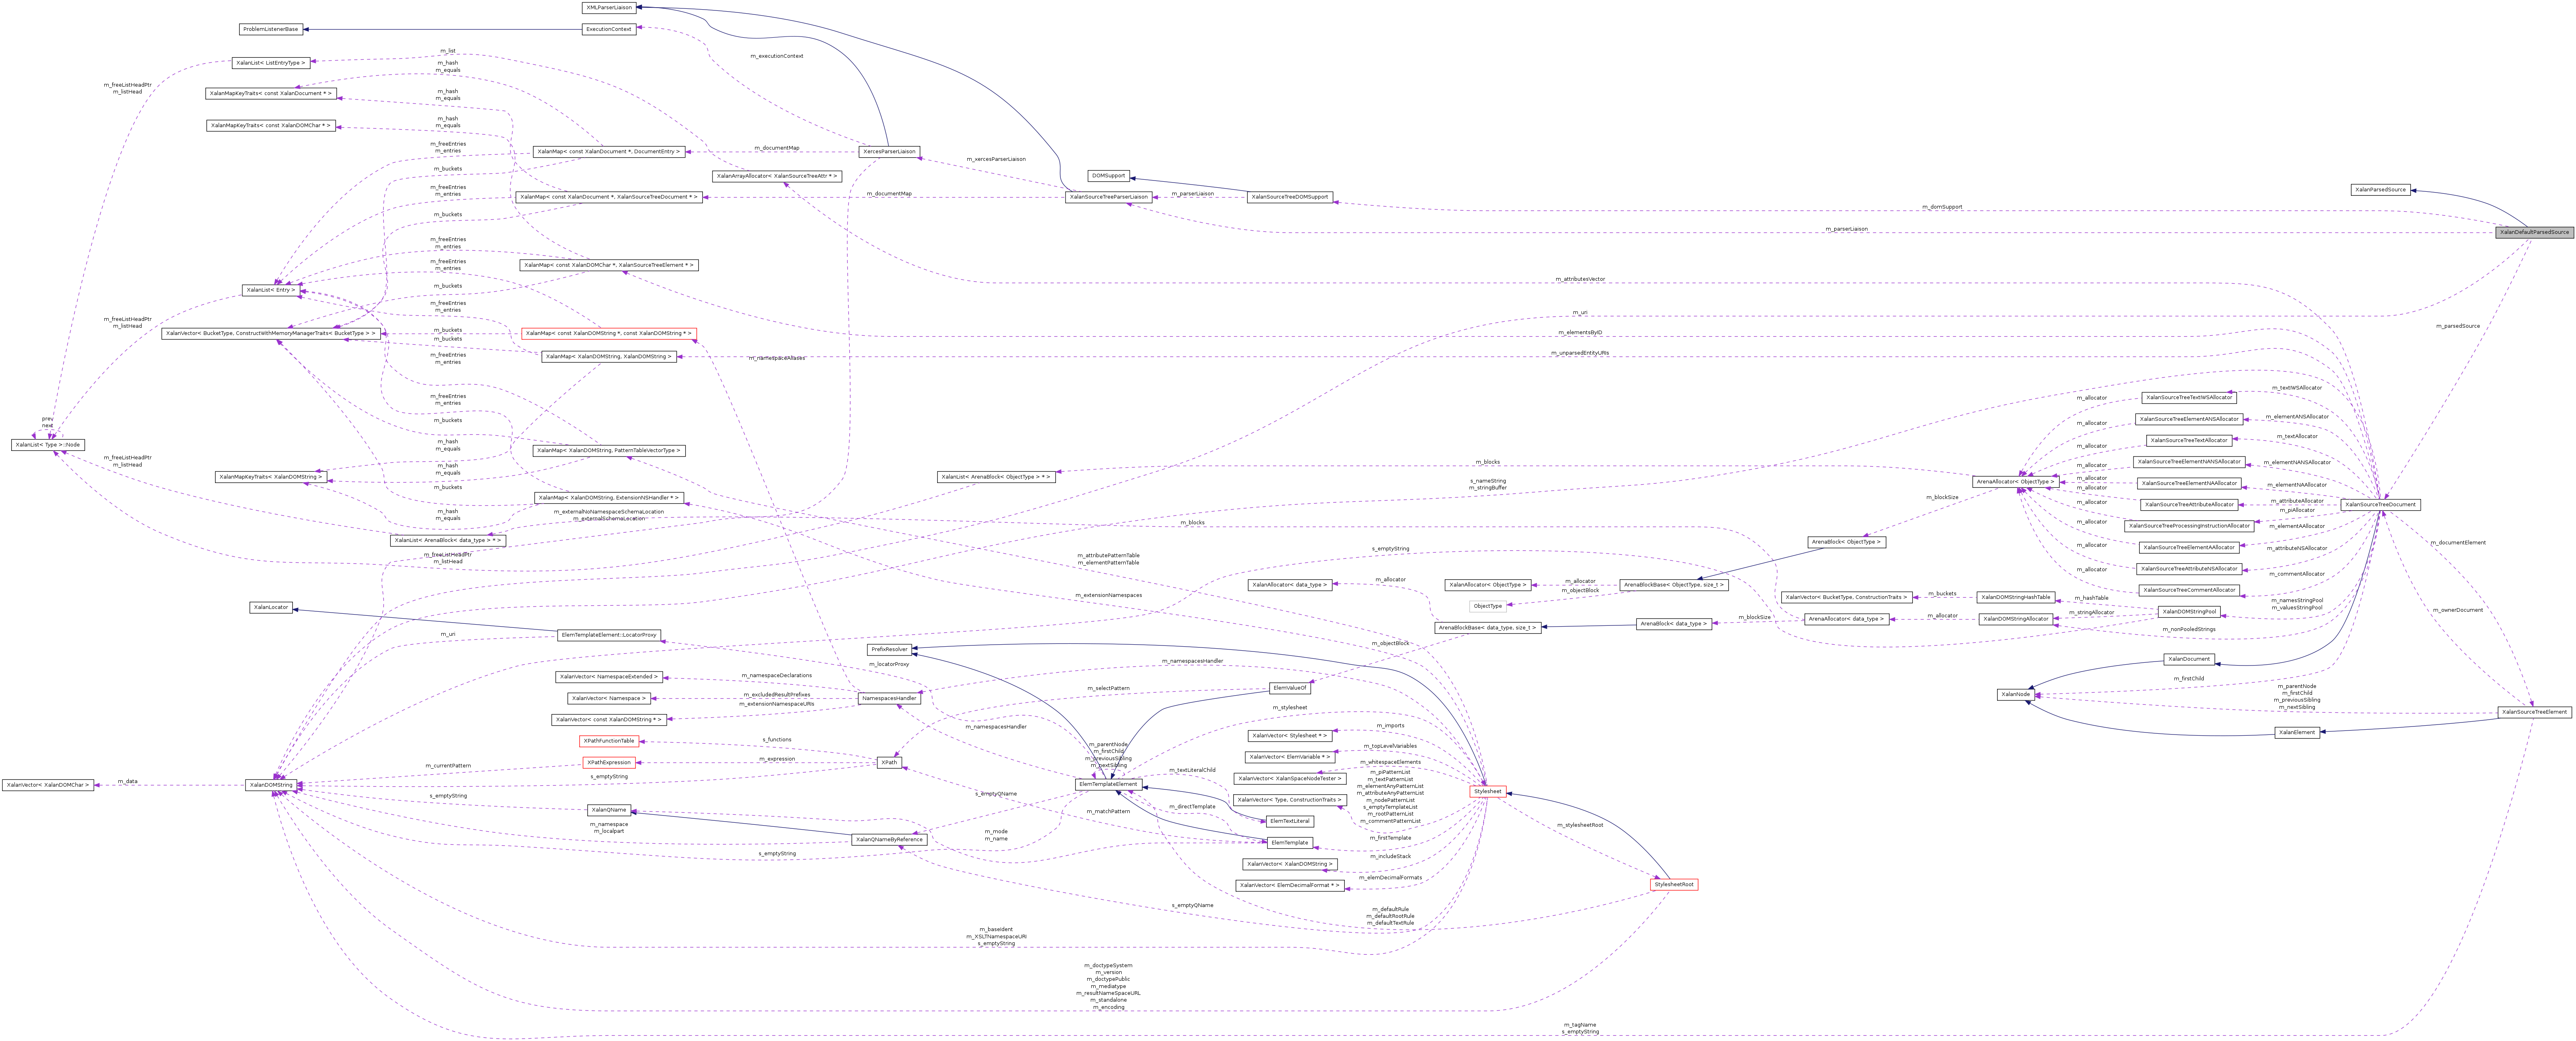 XMLParserLiaison
ProblemListenerBase
ExecutionContext
m_list
m_executionContext
XalanList< ListEntryType >
m_hash
m_equals
m_freeListHeadPtr
m_listHead
XalanMapKeyTraits< const XalanDocument * >
m_hash
m_equals
XalanMapKeyTraits< const XalanDOMChar * >
m_hash
m_equals
m_freeEntries
m_entries
XalanMap< const XalanDocument *, DocumentEntry >
m_documentMap
XercesParserLiaison
m_xercesParserLiaison
m_buckets
XalanArrayAllocator< XalanSourceTreeAttr * >
DOMSupport
m_freeEntries
m_entries
XalanMap< const XalanDocument *, XalanSourceTreeDocument * >
m_documentMap
XalanSourceTreeParserLiaison
m_parserLiaison
XalanSourceTreeDOMSupport
XalanParsedSource
m_domSupport
m_buckets
m_parserLiaison
XalanDefaultParsedSource
m_freeEntries
m_entries
XalanMap< const XalanDOMChar *, XalanSourceTreeElement * >
m_freeEntries
m_entries
m_attributesVector
XalanList< Entry >
m_buckets
m_freeEntries
m_entries
m_uri
m_freeListHeadPtr
m_listHead
XalanVector< BucketType, ConstructWithMemoryManagerTraits< BucketType > >
m_buckets
XalanMap< const XalanDOMString *, const XalanDOMString * >
m_elementsByID
m_parsedSource
m_buckets
XalanMap< XalanDOMString, XalanDOMString >
m_namespaceAliases
m_unparsedEntityURIs
m_freeEntries
m_entries
m_textWSAllocator
XalanSourceTreeTextWSAllocator
m_allocator
m_freeEntries
m_entries
m_elementANSAllocator
XalanSourceTreeElementANSAllocator
m_allocator
prev
next
m_buckets
XalanList< Type >::Node
m_textAllocator
XalanSourceTreeTextAllocator
m_allocator
m_hash
m_equals
XalanMap< XalanDOMString, PatternTableVectorType >
m_freeListHeadPtr
m_listHead
m_hash
m_equals
XalanMapKeyTraits< XalanDOMString >
m_blocks
XalanList< ArenaBlock< ObjectType > * >
m_elementNANSAllocator
XalanSourceTreeElementNANSAllocator
m_allocator
ArenaAllocator< ObjectType >
m_allocator
XalanSourceTreeElementNAAllocator
m_elementNAAllocator
s_nameString
m_stringBuffer
m_buckets
XalanMap< XalanDOMString, ExtensionNSHandler * >
m_blockSize
m_allocator
XalanSourceTreeAttributeAllocator
m_attributeAllocator
XalanSourceTreeDocument
m_hash
m_equals
m_externalNoNamespaceSchemaLocation
m_externalSchemaLocation
m_blocks
m_allocator
XalanSourceTreeProcessingInstructionAllocator
m_piAllocator
XalanList< ArenaBlock< data_type > * >
ArenaBlock< ObjectType >
m_allocator
XalanSourceTreeElementAAllocator
m_elementAAllocator
m_documentElement
m_freeListHeadPtr
m_listHead
m_attributePatternTable
m_elementPatternTable
s_emptyString
m_allocator
XalanSourceTreeAttributeNSAllocator
m_attributeNSAllocator
m_allocator
XalanAllocator< data_type >
XalanAllocator< ObjectType >
m_allocator
m_objectBlock
ArenaBlockBase< ObjectType, size_t >
XalanSourceTreeCommentAllocator
m_commentAllocator
m_extensionNamespaces
XalanVector< BucketType, ConstructionTraits >
m_buckets
XalanDOMStringHashTable
m_hashTable
m_namesStringPool
m_valuesStringPool
XalanLocator
ObjectType
XalanDOMStringPool
m_ownerDocument
m_stringAllocator
XalanDOMStringAllocator
m_allocator
ArenaAllocator< data_type >
m_blockSize
ArenaBlock< data_type >
ArenaBlockBase< data_type, size_t >
m_nonPooledStrings
m_uri
ElemTemplateElement::LocatorProxy
PrefixResolver
m_objectBlock
m_locatorProxy
m_namespacesHandler
XalanDocument
XalanVector< NamespaceExtended >
m_namespaceDeclarations
m_firstChild
m_selectPattern
ElemValueOf
XalanNode
m_parentNode
m_firstChild
m_previousSibling
m_nextSibling
XalanVector< Namespace >
m_excludedResultPrefixes
NamespacesHandler
m_extensionNamespaceURIs
XalanVector< const XalanDOMString * >
XalanSourceTreeElement
m_stylesheet
m_namespacesHandler
XalanElement
XPathFunctionTable
s_functions
m_imports
XalanVector< Stylesheet * >
m_parentNode
m_firstChild
m_previousSibling
m_nextSibling
m_topLevelVariables
XalanVector< ElemVariable * >
m_currentPattern
XPathExpression
m_expression
XPath
m_whitespaceElements
XalanVector< XalanSpaceNodeTester >
m_textLiteralChild
s_emptyString
XalanVector< XalanDOMChar >
m_data
XalanDOMString
ElemTemplateElement
m_piPatternList
m_textPatternList
m_elementAnyPatternList
m_attributeAnyPatternList
m_nodePatternList
s_emptyTemplateList
m_rootPatternList
m_commentPatternList
Stylesheet
s_emptyString
s_emptyQName
XalanVector< Type, ConstructionTraits >
XalanQName
m_matchPattern
m_directTemplate
m_namespace
m_localpart
ElemTextLiteral
m_stylesheetRoot
m_mode
m_name
XalanQNameByReference
ElemTemplate
m_firstTemplate
s_emptyString
m_includeStack
XalanVector< XalanDOMString >
m_elemDecimalFormats
XalanVector< ElemDecimalFormat * >
StylesheetRoot
s_emptyQName
m_defaultRule
m_defaultRootRule
m_defaultTextRule
m_baseIdent
m_XSLTNamespaceURI
s_emptyString
m_doctypeSystem
m_version
m_doctypePublic
m_mediatype
m_resultNameSpaceURL
m_standalone
m_encoding
m_tagName
s_emptyString